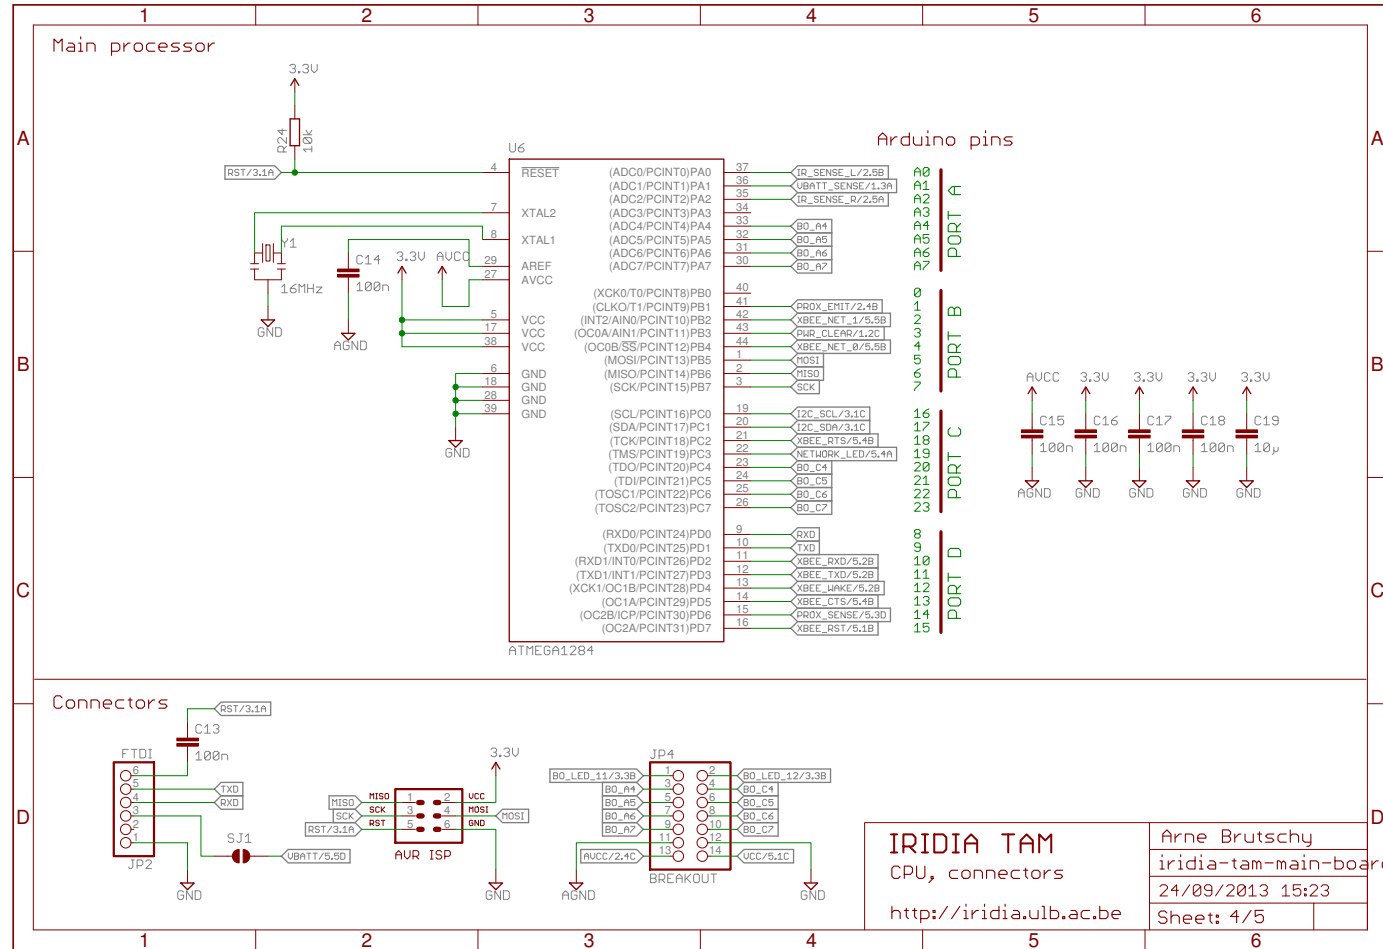 1 2 3 4 5 6
Main processor
3.3V
R24
10k
RST/3.1A
A A
U6
Arduino pins
4 RESET (ADC0/PCINT0)PA0 37 IR_SENSE_L/2.5B A0
(ADC1/PCINT1)PA1 36 VBATT_SENSE/1.3A A1
(ADC2/PCINT2)PA2 35 IR_SENSE_R/2.5A A2
7 XTAL2 (ADC3/PCINT3)PA3 34 A3
(ADC4/PCINT4)PA4 33 BO_A4 A4
8 XTAL1 (ADC5/PCINT5)PA5 32 BO_A5 A5
(ADC6/PCINT6)PA6 31 BO_A6 A6
29 AREF (ADC7/PCINT7)PA7 30 BO_A7 A7
27 AVCC
PORT A
Y1
16MHz
GND
C14
100n
AGND
3.3V
AVCC
(XCK0/T0/PCINT8)PB0 40 0
(CLKO/T1/PCINT9)PB1 41 PROX_EMIT/2.4B 1
5 VCC (INT2/AIN0/PCINT10)PB2 42 XBEE_NET_1/5.5B 2
17 VCC (OC0A/AIN1/PCINT11)PB3 43 PWR_CLEAR/1.2C 3
38 VCC (OC0B/SS/PCINT12)PB4 44 XBEE_NET_0/5.5B 4
(MOSI/PCINT13)PB5 1 MOSI 5
6 GND (MISO/PCINT14)PB6 2 MISO 6
18 GND (SCK/PCINT15)PB7 3 SCK 7
28 GND
39 GND
PORT B
B B
GND
(SCL/PCINT16)PC0 19 I2C_SCL/3.1C 16
(SDA/PCINT17)PC1 20 I2C_SDA/3.1C 17
(TCK/PCINT18)PC2 21 XBEE_RTS/5.4B 18
(TMS/PCINT19)PC3 22 NETWORK_LED/5.4A 19
(TDO/PCINT20)PC4 23 BO_C4 20
(TDI/PCINT21)PC5 24 BO_C5 21
(TOSC1/PCINT22)PC6 25 BO_C6 22
(TOSC2/PCINT23)PC7 26 BO_C7 23
PORT C
AVCC 3.3V 3.3V 3.3V 3.3V
C15 C16 C17 C18 C19
100n 100n 100n 100n 10µ
AGND GND GND GND GND
(RXD0/PCINT24)PD0 9 RXD 8
(TXD0/PCINT25)PD1 10 TXD 9
(RXD1/INT0/PCINT26)PD2 11 XBEE_RXD/5.2B 10
(TXD1/INT1/PCINT27)PD3 12 XBEE_TXD/5.2B 11
(XCK1/OC1B/PCINT28)PD4 13 XBEE_WAKE/5.2B 12
(OC1A/PCINT29)PD5 14 XBEE_CTS/5.4B 13
(OC2B/ICP/PCINT30)PD6 15 PROX_SENSE/5.3D 14
(OC2A/PCINT31)PD7 16 XBEE_RST/5.1B 15
PORT D
C C
ATMEGA1284
Connectors
RST/3.1A
C13
100n
FTDI
6
5 TXD
4 RXD
3
2
1
JP2
GND
SJ1
VBATT/5.5D
3.3V
MISO MISO 1 2 VCC
SCK SCK 3 4 MOSI MOSI
RST/3.1A RST 5 6 GND
AVR ISP
GND
JP4
BO_LED_11/3.3B 1 2 BO_LED_12/3.3B
BO_A4 3 4 BO_C4
BO_A5 5 6 BO_C5
BO_A6 7 8 BO_C6
BO_A7 9 10 BO_C7
11 12
AVCC/2.4C 13 14 VCC/5.1C
BREAKOUT
AGND
GND
D D
IRIDIA TAM
CPU, connectors
http://iridia.ulb.ac.be
Arne Brutschy
iridia-tam-main-board
24/09/2013 15:23
Sheet: 4/5
1 2 3 4 5 6